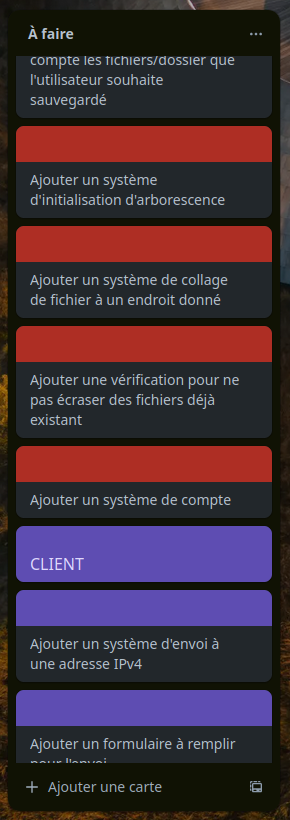 À faire
compte les fichiers/dossier que
l'utilisateur souhaite
sauvegardé
Ajouter un système
d'initialisation d'arborescence
Ajouter un système de collage
de fichier à un endroit donné
Ajouter une vérification pour ne
pas écraser des fichiers déjà
existant
Ajouter un système de compte
CLIENT
Ajouter un système d'envoi à
une adresse IPv4
Ajouter un formulaire à remplir
pour l'envoi
Ajouter une carte